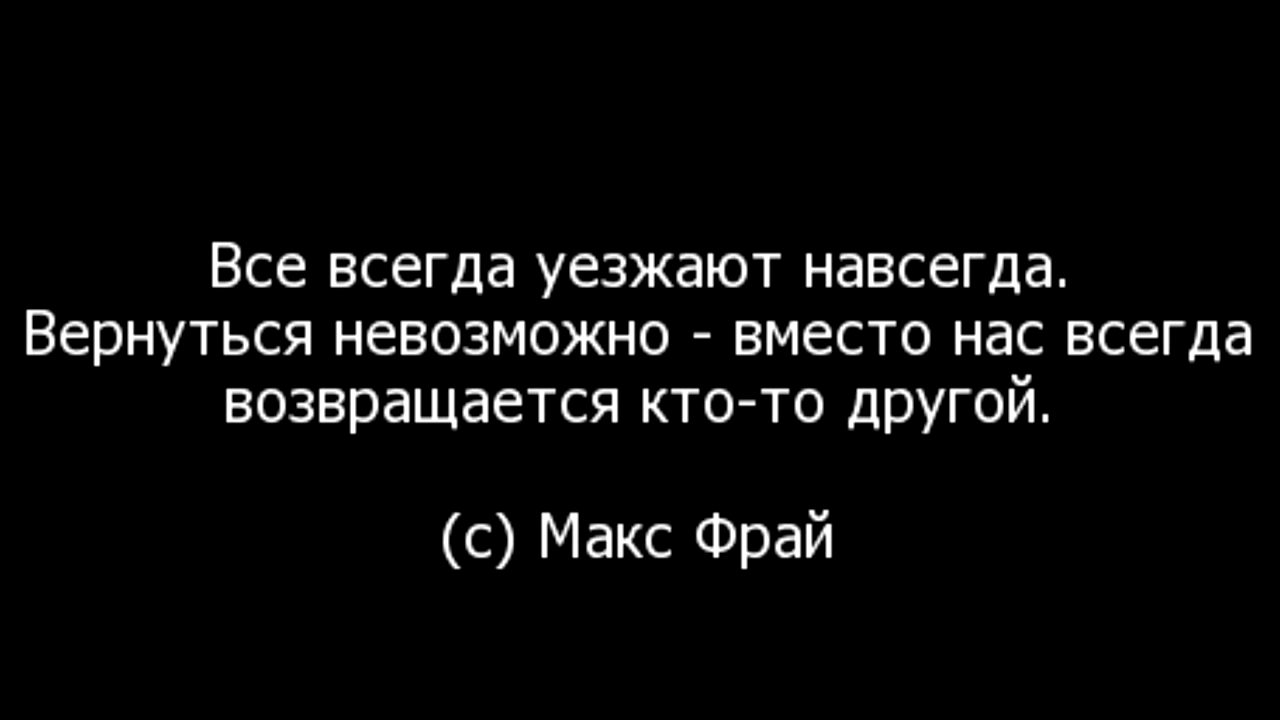 Все всегда уезжают навсегда.
Вернуться невозможно - вместо нас всегда
возвращается кто-то другой.
(с) Макс Фрай